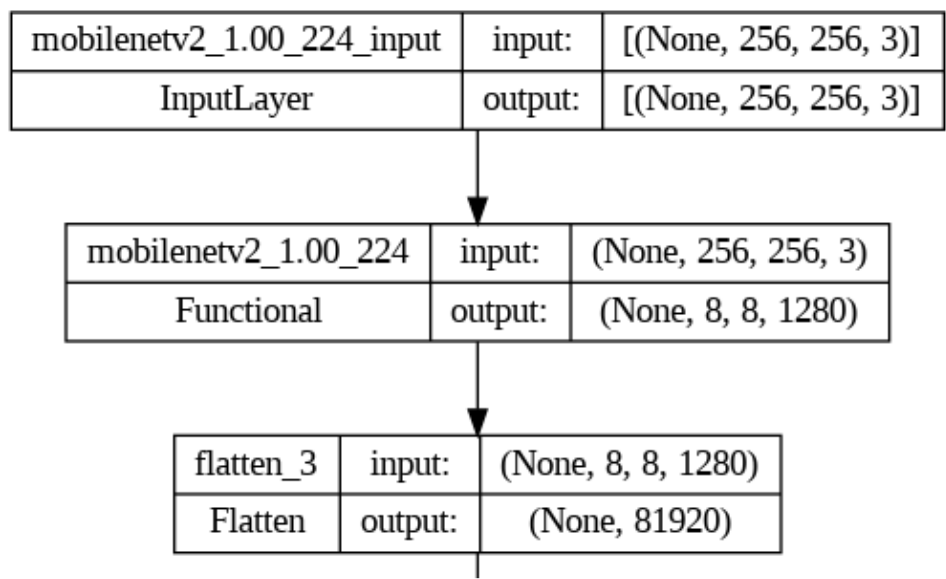 mobilenetv2_1.00_224_input input: [(None, 256, 256, 3)]
InputLayer output: [(None, 256, 256, 3)]
mobilenetv2_1.00_224 input: (None, 256, 256, 3)
Functional output: (None, 8, 8, 1280)
flatten_3 input: (None, 8, 8, 1280)
Flatten output: (None, 81920)